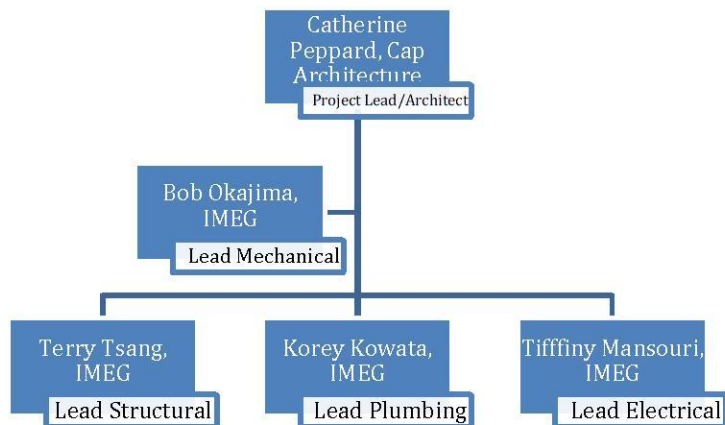 Catherine
Peppard, Cap
Architecture
Project Lead/Architect
Bob Okajima,
IMEG
Lead Mechanical
Terry Tsang,
IMEG
Lead Structural
Korey Kowata,
IMEG
Lead Plumbing
Tifffiny Mansouri,
IMEG
Lead Electrical